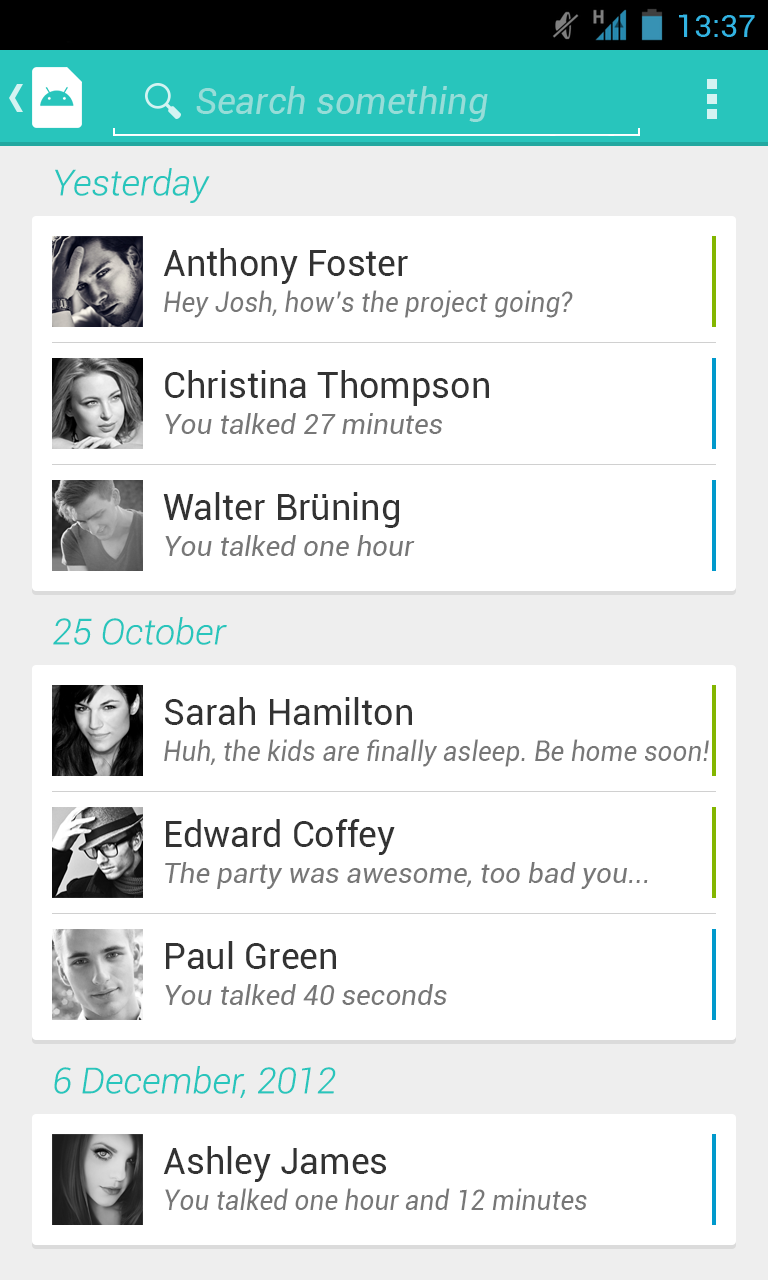 H 13:37
Search something
Yesterday
Anthony Foster
Hey Josh, how's the project going?
Christina Thompson
You talked 27 minutes
Walter Brüning
You talked one hour
25 October
Sarah Hamilton
Huh, the kids are finally asleep. Be home soon!
Edward Coffey
The party was awesome, too bad you...
Paul Green
You talked 40 seconds
6 December, 2012
Ashley James
You talked one hour and 12 minutes